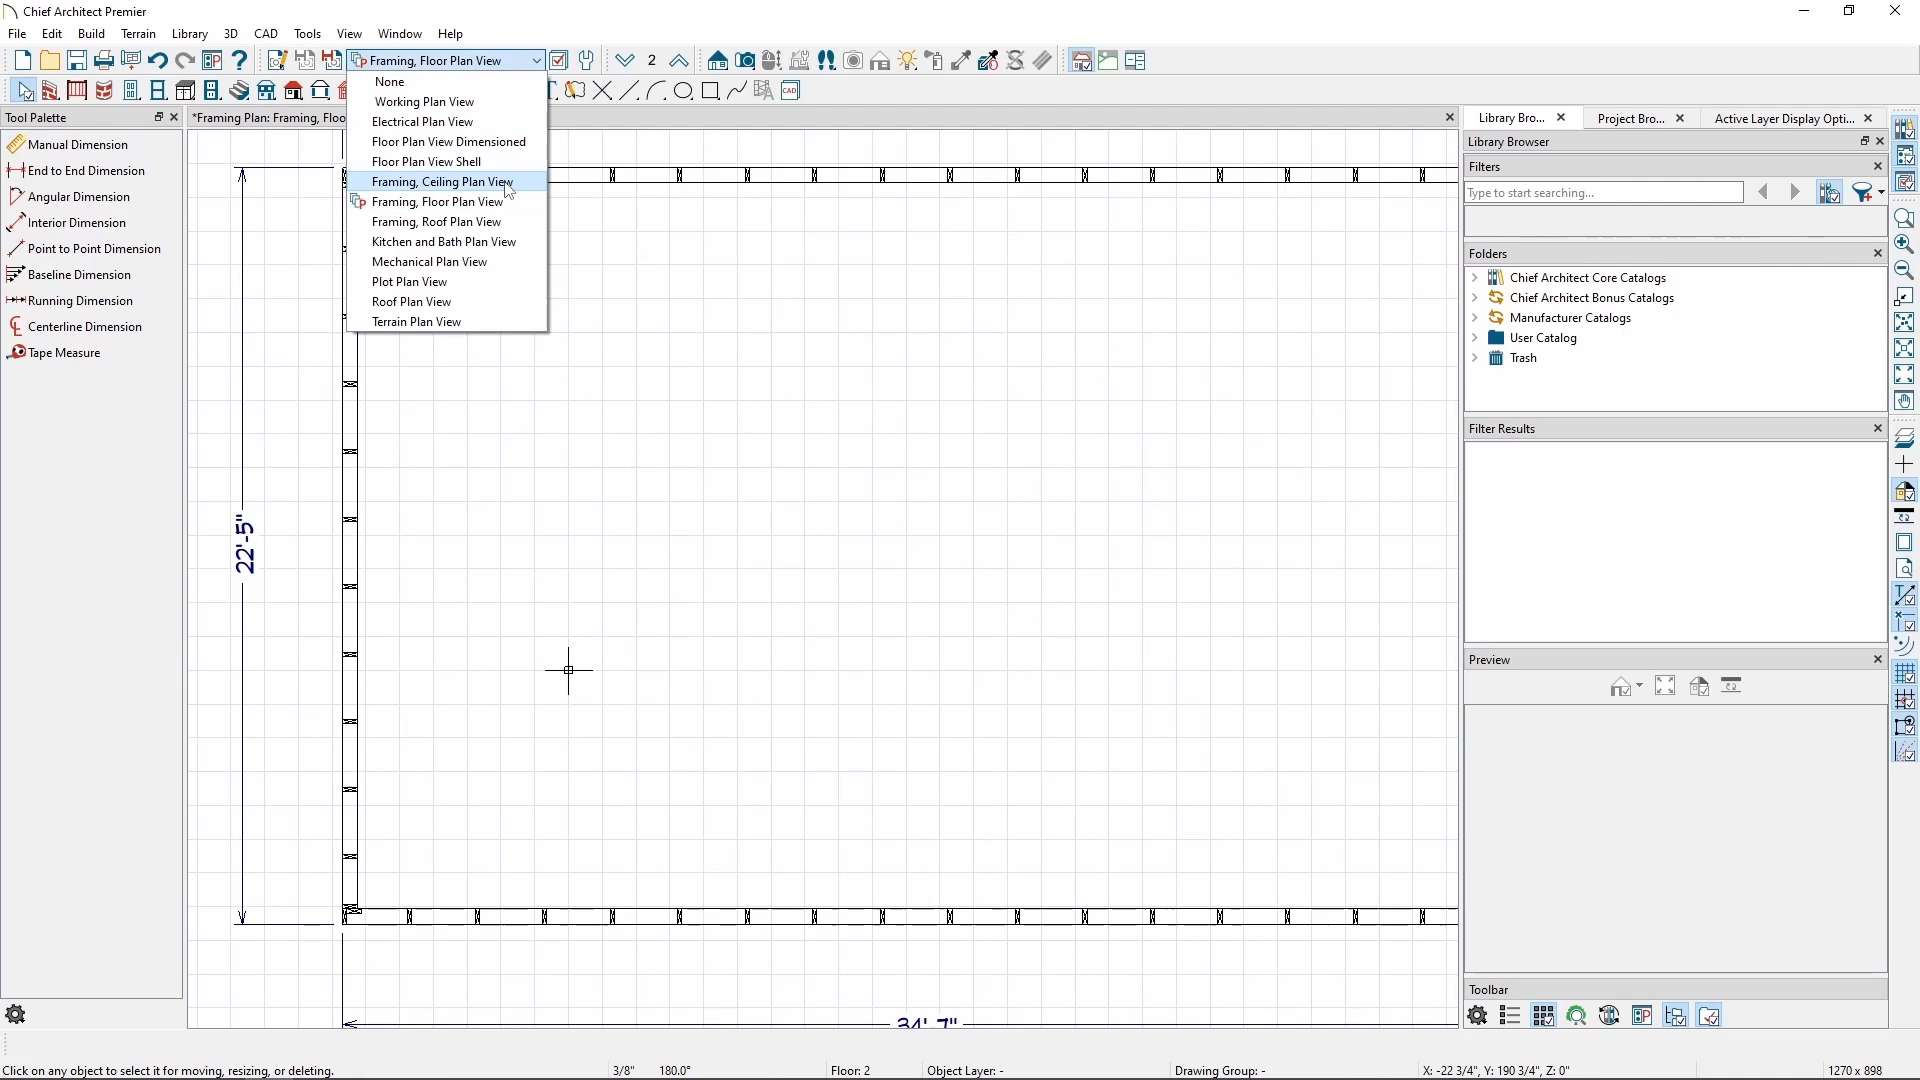 Chief Architect Premier
File Edit Build Terrain Library 3D CAD Tools View Window Help
Framing, Floor Plan View
2
None
Working Plan View
Electrical Plan View
Floor Plan View Dimensioned
Floor Plan View Shell
Framing, Ceiling Plan View
Framing, Floor Plan View
Framing, Roof Plan View
Kitchen and Bath Plan View
Mechanical Plan View
Plot Plan View
Roof Plan View
Terrain Plan View
CAD
Tool Palette
Manual Dimension
End to End Dimension
Angular Dimension
Interior Dimension
Point to Point Dimension
Baseline Dimension
Running Dimension
Centerline Dimension
Tape Measure
*Framing Plan: Framing, Floo
22'-5"
34'-7"
Library Bro... Project Bro... Active Layer Display Opti...
Library Browser
Filters
Type to start searching...
Folders
Chief Architect Core Catalogs
Chief Architect Bonus Catalogs
Manufacturer Catalogs
User Catalog
Trash
Filter Results
Preview
Toolbar
Click on any object to select it for moving, resizing, or deleting. 3/8" 180.0° Floor: 2 Object Layer: - Drawing Group: - X: -22 3/4", Y: 190 3/4", Z: 0" 1270 x 898